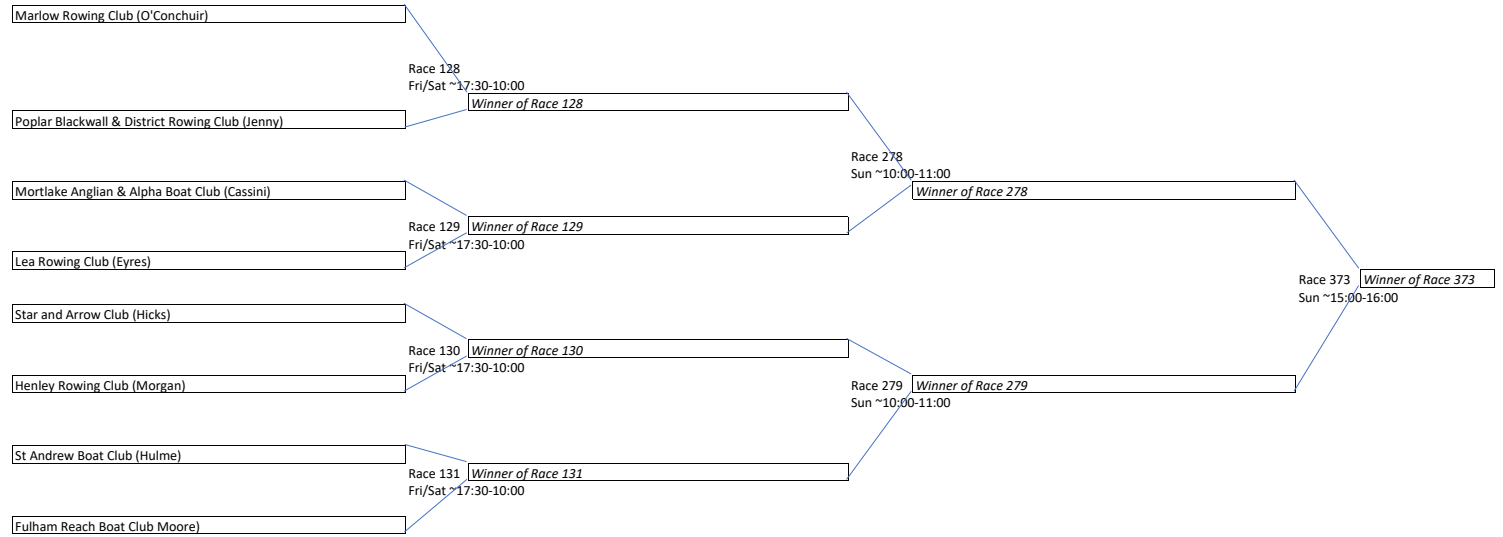 Marlow Rowing Club (O'Conchuir)
Race 128
Fri/Sat ~17:30-10:00
Winner of Race 128
Poplar Blackwall & District Rowing Club (Jenny)
Race 278
Sun ~10:00-11:00
Mortlake Anglian & Alpha Boat Club (Cassini)
Winner of Race 278
Race 129
Winner of Race 129
Fri/Sat ~17:30-10:00
Lea Rowing Club (Eyres)
Race 373
Winner of Race 373
Sun ~15:00-16:00
Star and Arrow Club (Hicks)
Race 130
Winner of Race 130
Fri/Sat ~17:30-10:00
Henley Rowing Club (Morgan)
Race 279
Winner of Race 279
Sun ~10:00-11:00
St Andrew Boat Club (Hulme)
Race 131
Winner of Race 131
Fri/Sat ~17:30-10:00
Fulham Reach Boat Club Moore)